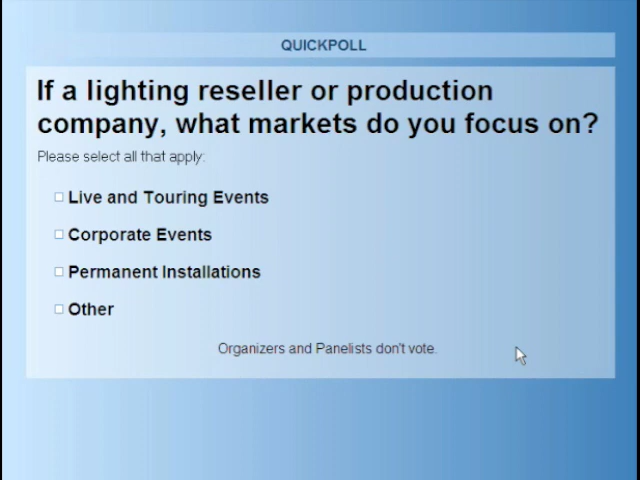 QUICKPOLL
If a lighting reseller or production
company, what markets do you focus on?
Please select all that apply:
Live and Touring Events
Corporate Events
Permanent Installations
Other
Organizers and Panelists don't vote.